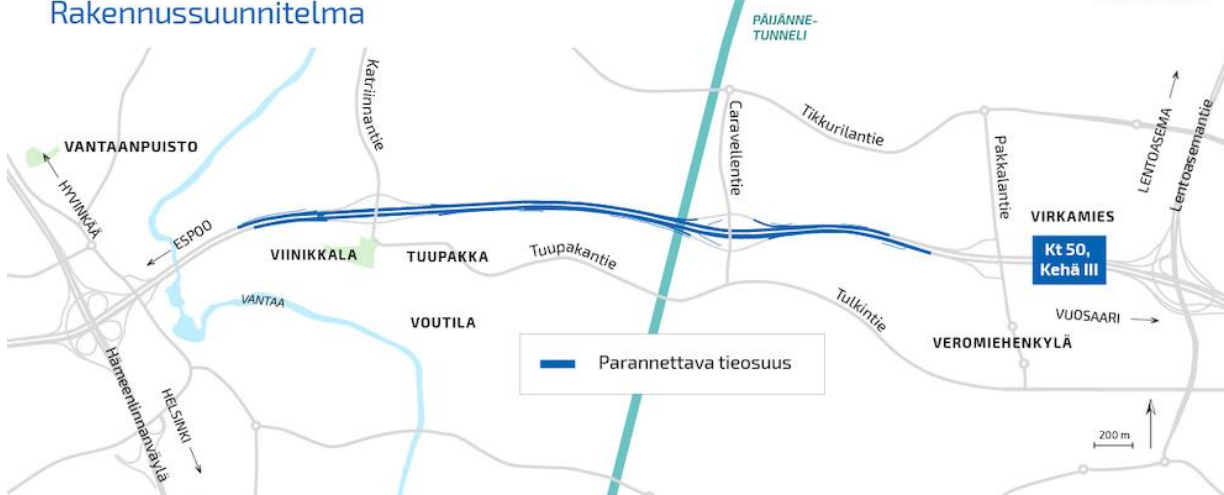 Rakennussuunnitelma
PÄIJÄNNE-
TUNNELI
Katriinnantie
Caravellentie
Tikkurilantie
Pakkalantie
LENTOASEMA
Lentoasemantie
VANTAANPUISTO
HYVINKÄÄ
ESPOO
VIINIKKALA
TUUPAKKA
Tuupakantie
VIRKAMIES
Kt 50,
Kehä III
VANTAA
VOUTILA
Tulkintie
VUOSAARI
VEROMIEHENKYLÄ
Parannettava tieosuus
Hämeenlinnanväylä
HELSINKI
200 m